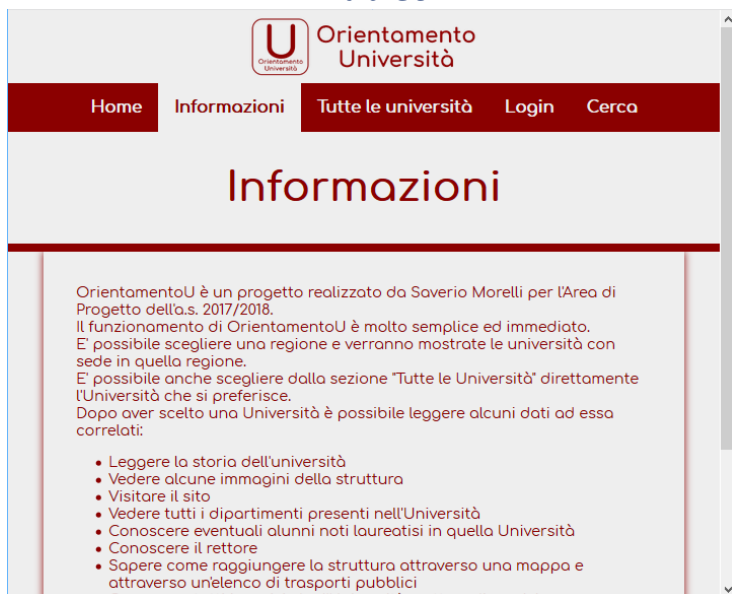 U
Orientamento
Università
Orientamento
Università
Home Informazioni Tutte le università Login Cerca
Informazioni
OrientamentoU è un progetto realizzato da Saverio Morelli per l'Area di
Progetto dell'a.s. 2017/2018.
Il funzionamento di OrientamentoU è molto semplice ed immediato.
E' possibile scegliere una regione e verranno mostrate le università con
sede in quella regione.
E' possibile anche scegliere dalla sezione "Tutte le Università" direttamente
l'Università che si preferisce.
Dopo aver scelto una Università è possibile leggere alcuni dati ad essa
correlati:
• Leggere la storia dell'università
• Vedere alcune immagini della struttura
• Visitare il sito
• Vedere tutti i dipartimenti presenti nell'Università
• Conoscere eventuali alunni noti laureatisi in quella Università
• Conoscere il rettore
• Sapere come raggiungere la struttura attraverso una mappa e
attraverso un'elenco di trasporti pubblici